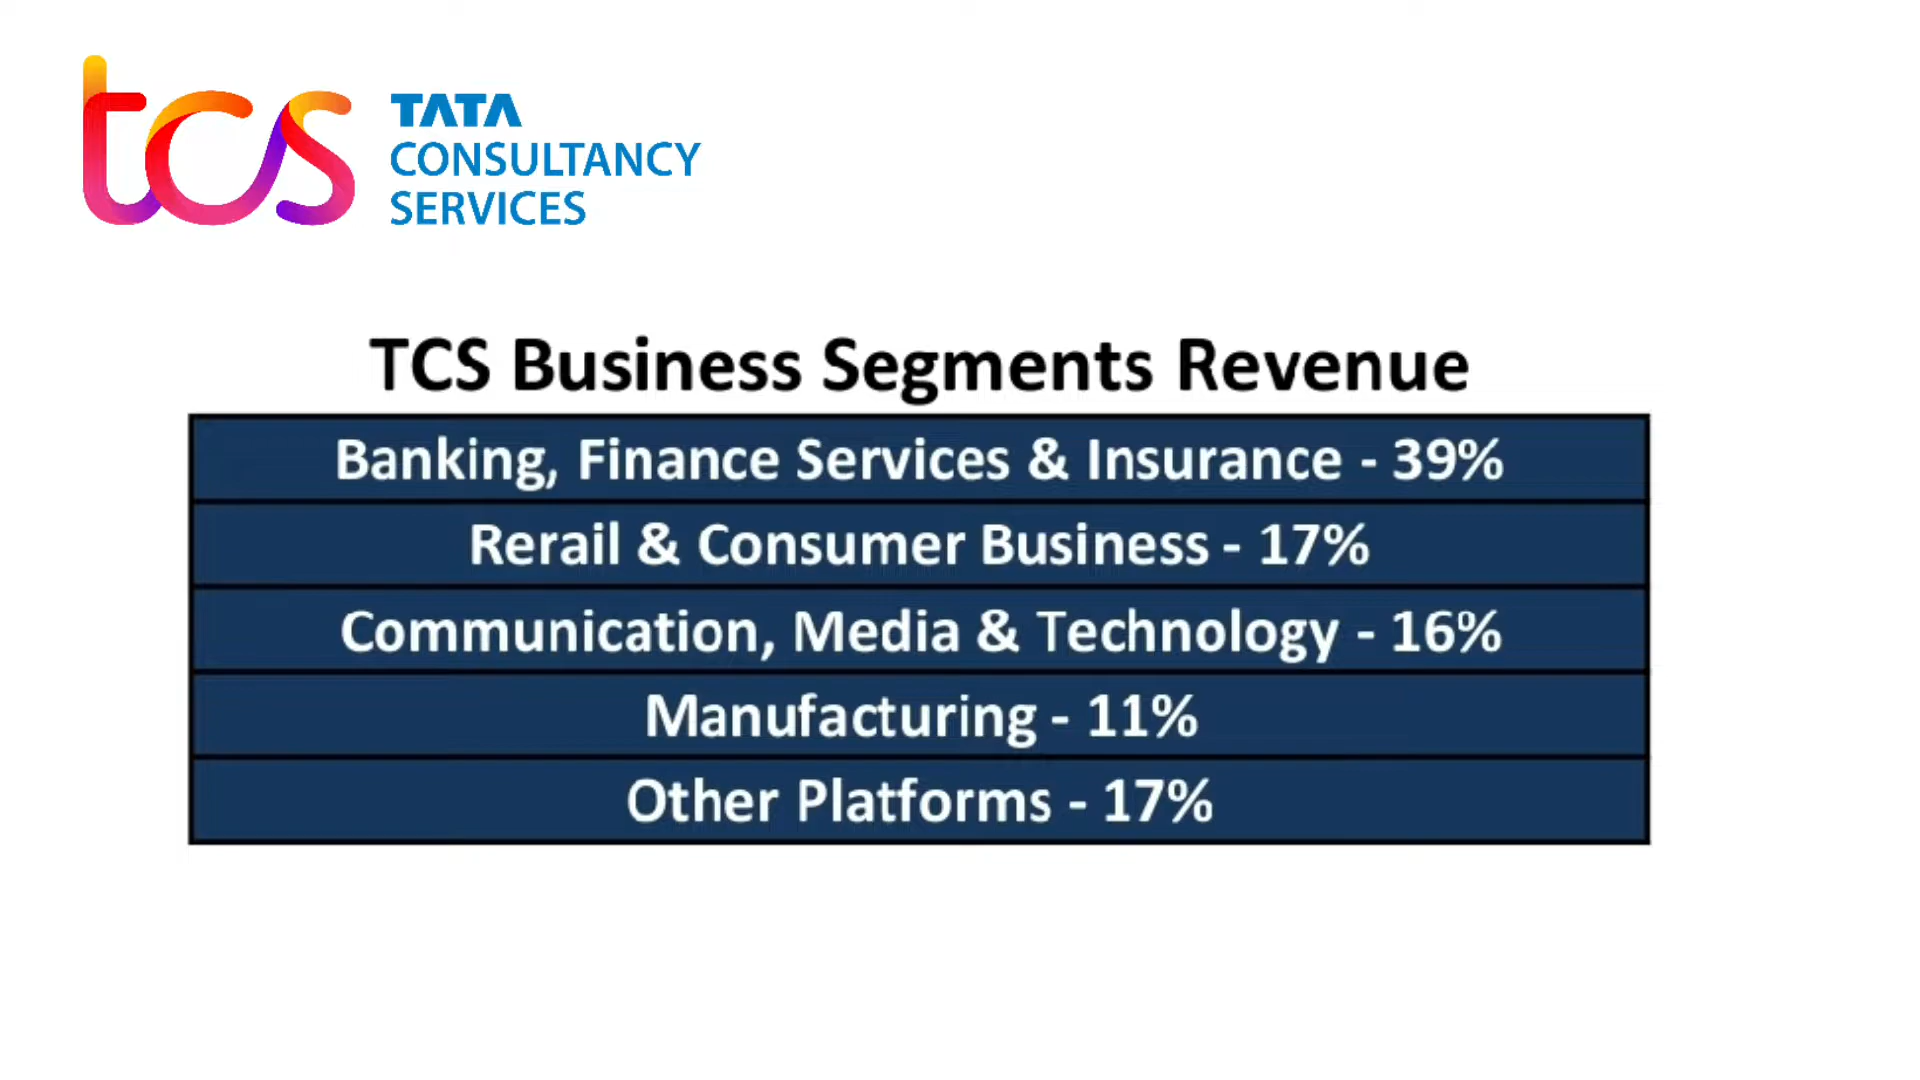 tcs
TATA
CONSULTANCY
SERVICES
TCS Business Segments Revenue
Banking, Finance Services & Insurance - 39%
Rerail & Consumer Business - 17%
Communication, Media & Technology - 16%
Manufacturing - 11%
Other Platforms - 17%